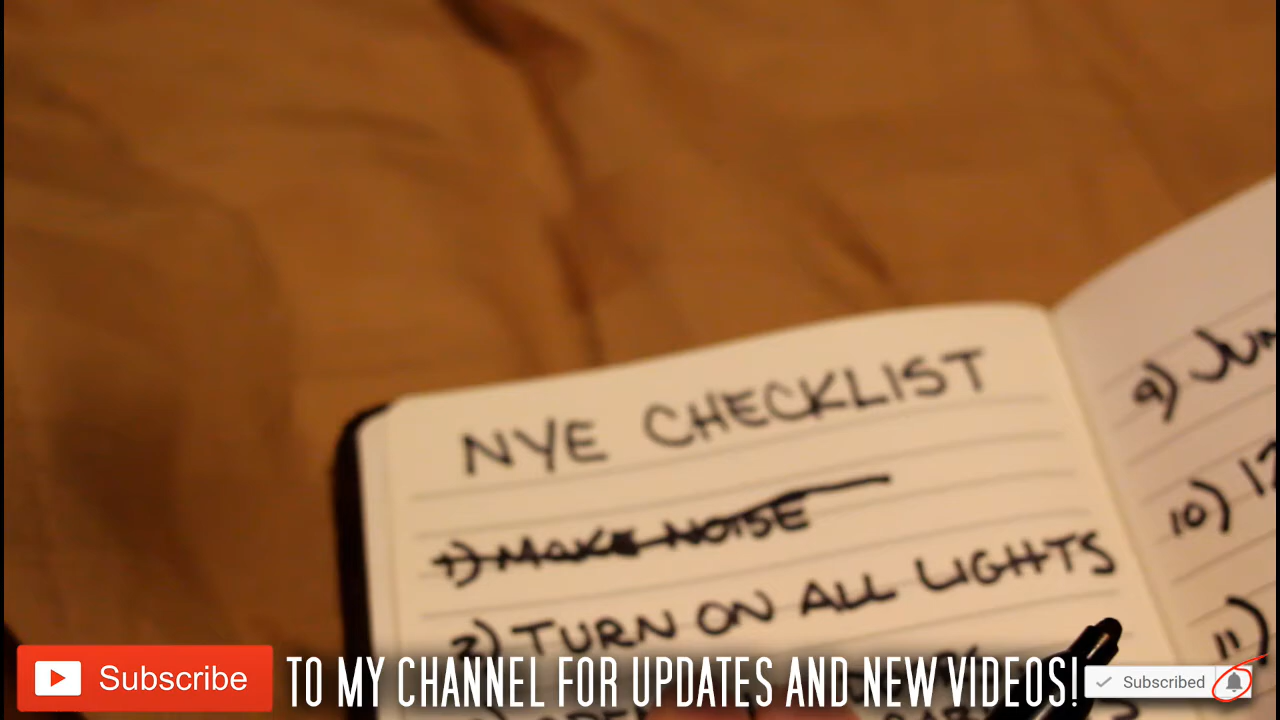 NYE CHECKLIST
1) MAKE NOISE
2) TURN ON ALL LIGHTS
9)
10) 12
11)
Subscribe TO MY CHANNEL FOR UPDATES AND NEW VIDEOS! Subscribed